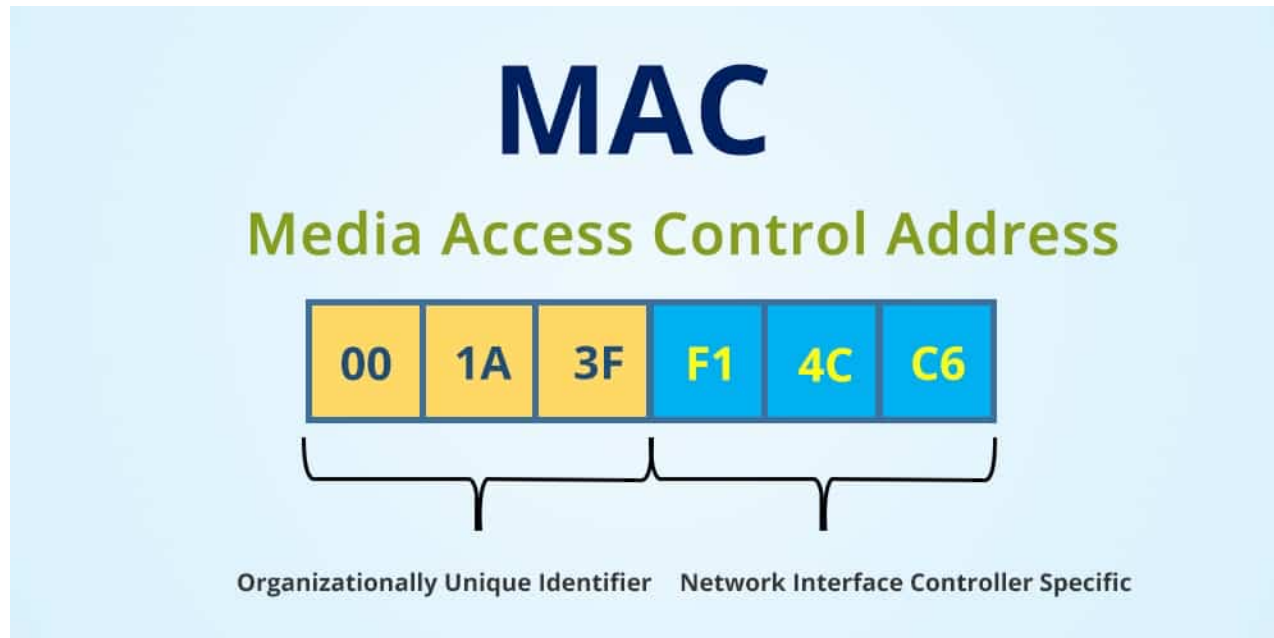 MAC
Media Access Control Address
00 1A 3F F1 4C C6
Organizationally Unique Identifier Network Interface Controller Specific